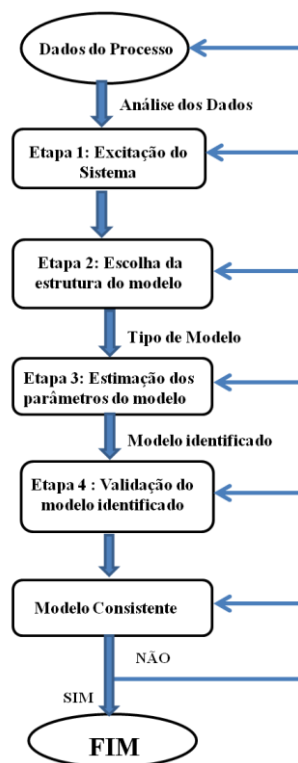 Dados do Processo
Análise dos Dados
Etapa 1: Excitação do
Sistema
Etapa 2: Escolha da
estrutura do modelo
Tipo de Modelo
Etapa 3: Estimação dos
parâmetros do modelo
Modelo identificado
Etapa 4 : Validação do
modelo identificado
Modelo Consistente
NÃO
SIM
FIM